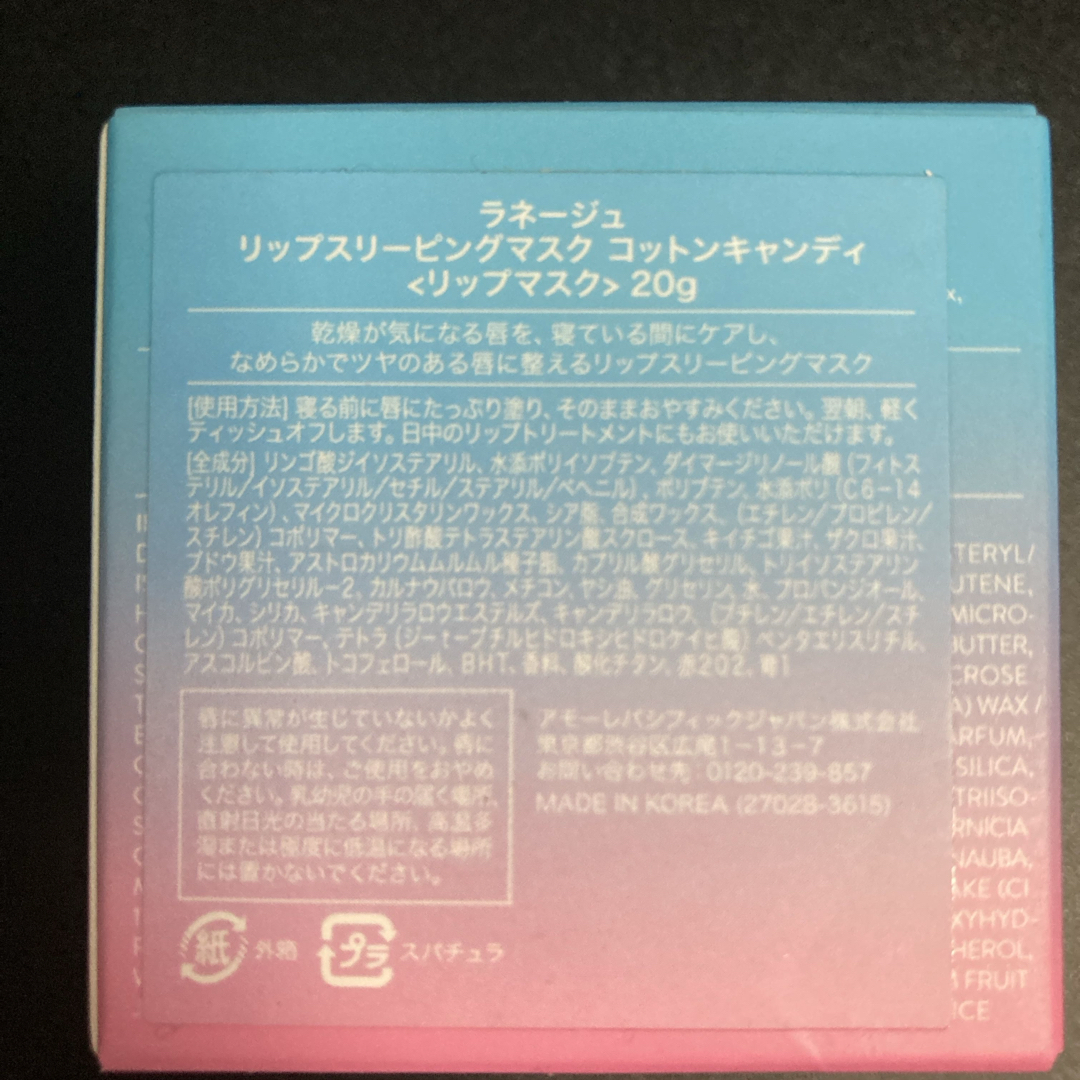 ラネージュ
リップスリーピングマスク コットンキャンディ
<リップマスク> 20g
乾燥が気になる唇を、寝ている間にケアし、
なめらかでツヤのある唇に整えるリップスリーピングマスク
[使用方法] 寝る前に唇にたっぷり塗り、そのままおやすみください。翌朝、軽く
ティッシュオフします。日中のリップトリートメントにもお使いいただけます。
[全成分] リンゴ酸ジイソステアリル、水添ポリイソブテン、ダイマージリノール酸 (フィトス
テリル/イソステアリル/セチル/ステアリル/ベヘニル) 、ポリブテン、水添ポリ (C6-14
オレフィン) 、マイクロクリスタリンワックス、シア脂、合成ワックス、(エチレン/プロピレン/
スチレン) コポリマー、トリ酢酸テトラステアリン酸スクロース、キイチゴ果汁、ザクロ果汁、
ブドウ果汁、アストロカリウムムルムル種子脂、カプリル酸グリセリル、トリイソステアリン
酸ポリグリセリル-2、カルナウバロウ、メチコン、ヤシ油、グリセリン、水、プロパンジオール、
マイカ、シリカ、キャンデリラロウエステルズ、キャンデリラロウ、(ブチレン/エチレン/スチ
レン) コポリマー、テトラ (ジ-t-ブチルヒドロキシヒドロケイヒ酸) ペンタエリスリチル、
アスコルビン酸、トコフェロール、BHT、香料、酸化チタン、赤202、青1
唇に異常が生じていないかよく
注意して使用してください。唇に
合わない時は、ご使用をおやめ
ください。乳幼児の手の届く場所、
直射日光の当たる場所、高温多
湿または極度に低温になる場所
には置かないでください。
アモーレパシフィックジャパン株式会社
東京都渋谷区広尾1-13-7
お問い合わせ先:0120-239-857
MADE IN KOREA (27028-3615)
紙 外箱 プラ スパチュラ
x,
TERYL/
UTENE,
MICRO-
BUTTER,
CROSE
A) WAX /
ARFUM,
SILICA,
TRIISO-
RNICIA
NAUBA,
AKE (CI
XYHYD-
HEROL,
FRUIT
ICE